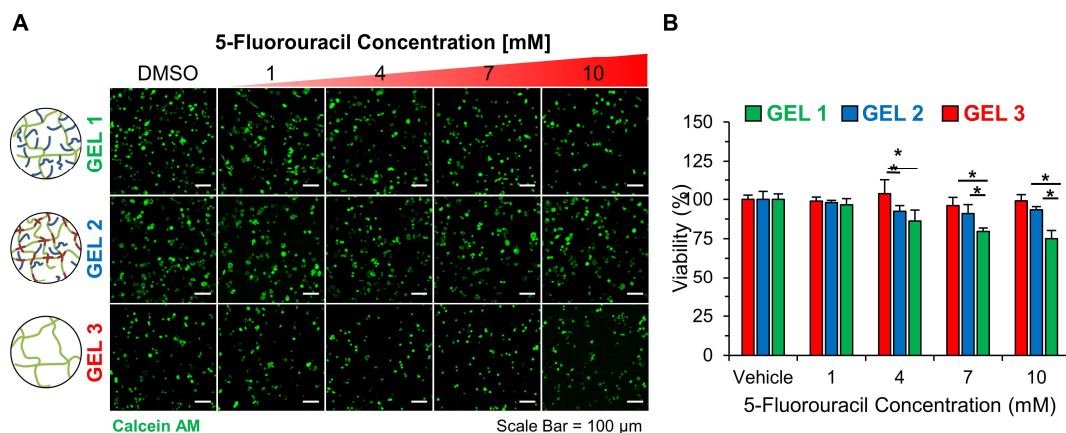 A
5-Fluorouracil Concentration [mM]
DMSO 1 4 7 10
GEL 1
GEL 2
GEL 3
Calcein AM
Scale Bar = 100 µm
B
GEL 1 GEL 2 GEL 3
150
125
100
75
50
25
0
Viability (%)
* *
* *
* *
Vehicle 1 4 7 10
5-Fluorouracil Concentration (mM)